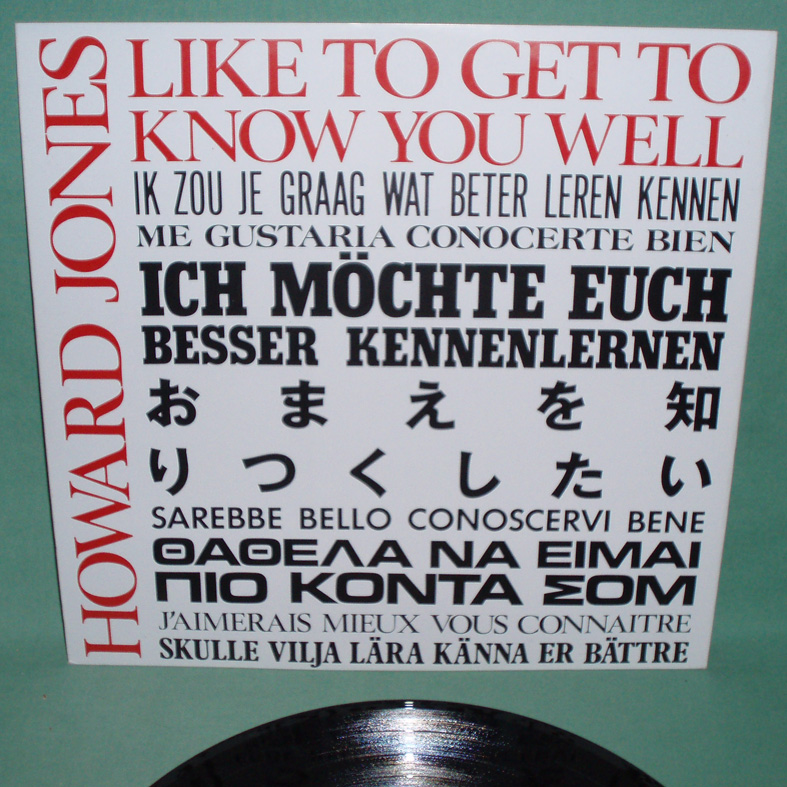 HOWARD JONES
LIKE TO GET TO
KNOW YOU WELL
IK ZOU JE GRAAG WAT BETER LEREN KENNEN
ME GUSTARIA CONOCERTE BIEN
ICH MÖCHTE EUCH
BESSER KENNENLERNEN
おまえを知
りつくしたい
SAREBBE BELLO CONOSCERVI BENE
ΘΑΘΕΛΑ ΝΑ ΕΙΜΑΙ
ΠΙΟ ΚΟΝΤΑ ΣΟΜ
J'AIMERAIS MIEUX VOUS CONNAITRE
SKULLE VILJA LÄRA KÄNNA ER BÄTTRE